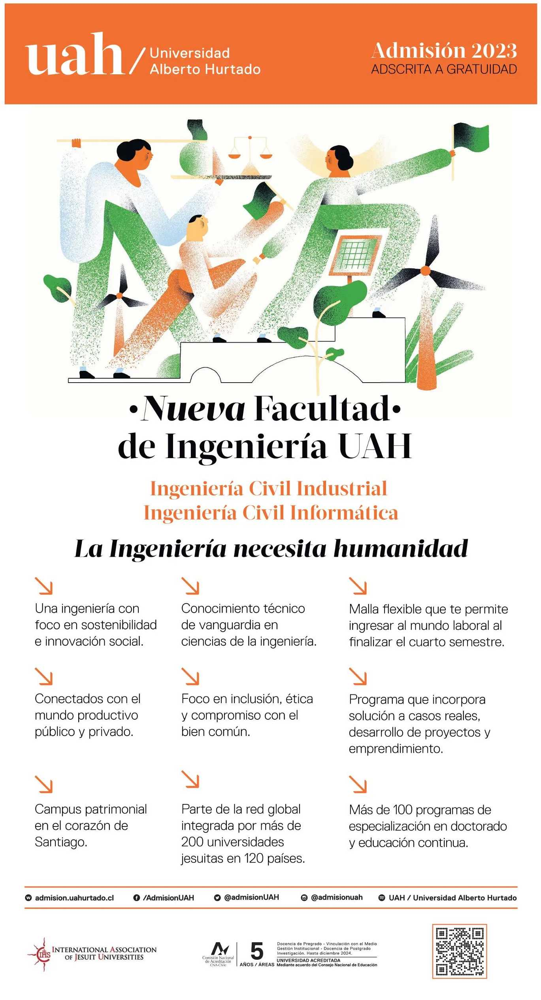 uah/ Universidad
Alberto Hurtado
Admisión 2023
ADSCRITA A GRATUIDAD
•Nueva Facultad•
de Ingeniería UAH
Ingeniería Civil Industrial
Ingeniería Civil Informática
La Ingeniería necesita humanidad
Una ingeniería con
foco en sostenibilidad
e innovación social.
Conocimiento técnico
de vanguardia en
ciencias de la ingeniería.
Malla flexible que te permite
ingresar al mundo laboral al
finalizar el cuarto semestre.
Conectados con el
mundo productivo
público y privado.
Foco en inclusión, ética
y compromiso con el
bien común.
Programa que incorpora
solución a casos reales,
desarrollo de proyectos y
emprendimiento.
Campus patrimonial
en el corazón de
Santiago.
Parte de la red global
integrada por más de
200 universidades
jesuitas en 120 países.
Más de 100 programas de
especialización en doctorado
y educación continua.
admision.uahurtado.cl
/AdmisionUAH
@admisionUAH
@admisionuah
UAH / Universidad Alberto Hurtado
IHS
INTERNATIONAL ASSOCIATION
OF JESUIT UNIVERSITIES
Comisión Nacional
de Acreditación
CNA-Chile
5
AÑOS / ÁREAS
Docencia de Pregrado • Vinculación con el Medio
Gestión Institucional • Docencia de Postgrado
Investigación. Hasta diciembre 2024.
UNIVERSIDAD ACREDITADA
Mediante acuerdo del Consejo Nacional de Educación